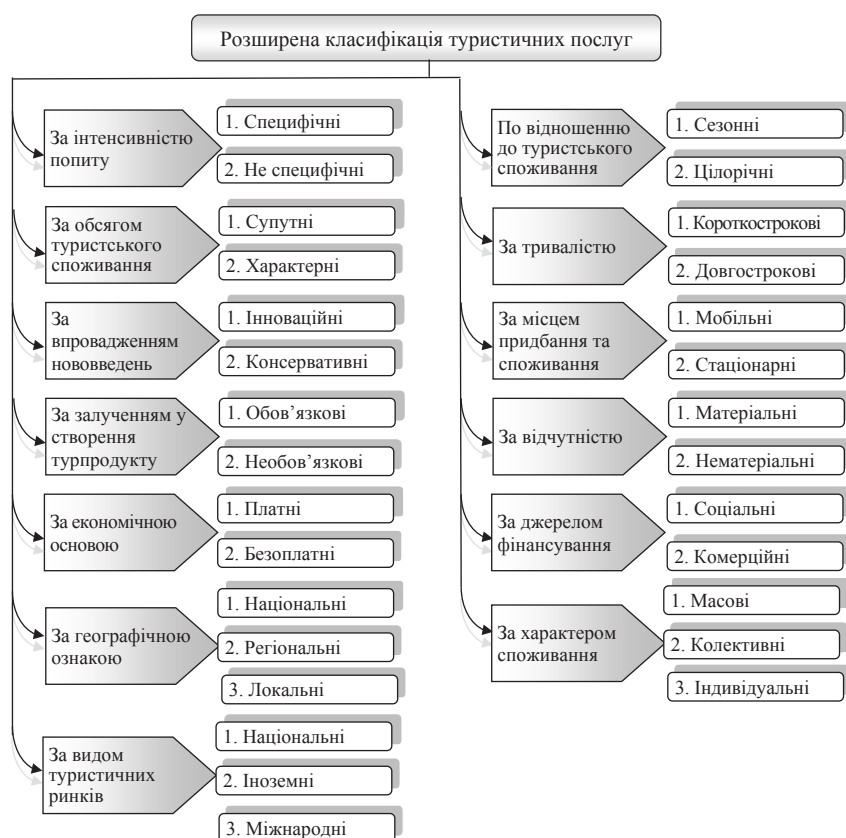 Розширена класифікація туристичних послуг
За інтенсивністю
попиту
1. Специфічні
2. Не специфічні
За обсягом
туристського
споживання
1. Супутні
2. Характерні
За
впровадженням
нововведень
1. Інноваційні
2. Консервативні
За залученням у
створення
турпродукту
1. Обов’язкові
2. Необов’язкові
За економічною
основою
1. Платні
2. Безоплатні
За географічною
ознакою
1. Національні
2. Регіональні
3. Локальні
За видом
туристичних
ринків
1. Національні
2. Іноземні
3. Міжнародні
По відношенню
до туристського
споживання
1. Сезонні
2. Цілорічні
За тривалістю
1. Короткострокові
2. Довгострокові
За місцем
придбання та
споживання
1. Мобільні
2. Стаціонарні
За відчутністю
1. Матеріальні
2. Нематеріальні
За джерелом
фінансування
1. Соціальні
2. Комерційні
За характером
споживання
1. Масові
2. Колективні
3. Індивідуальні